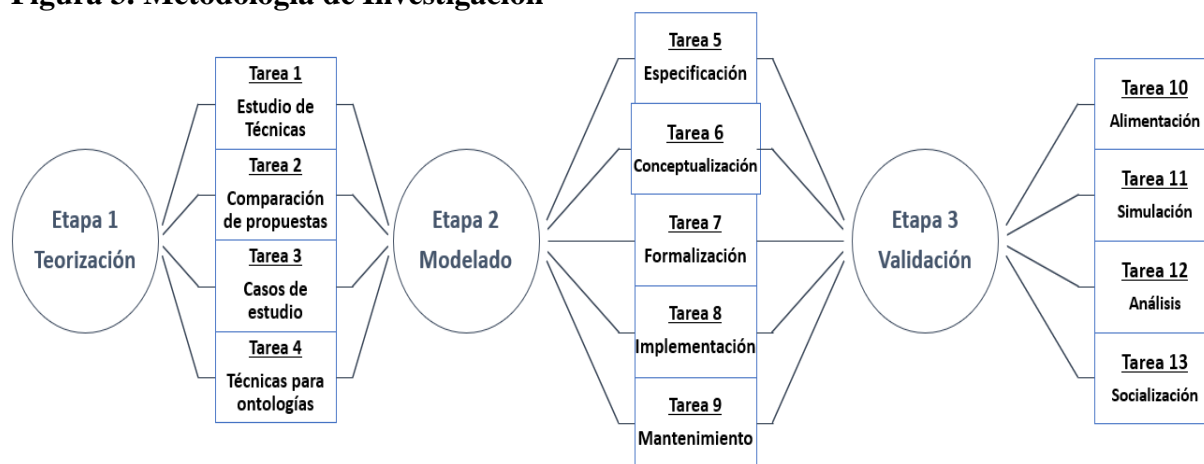 Figura 3. Metodología de Investigación
Etapa 1
Teorización
Tarea 1
Estudio de
Técnicas
Tarea 2
Comparación
de propuestas
Tarea 3
Casos de
estudio
Tarea 4
Técnicas para
ontologías
Etapa 2
Modelado
Tarea 5
Especificación
Tarea 6
Conceptualización
Tarea 7
Formalización
Tarea 8
Implementación
Tarea 9
Mantenimiento
Etapa 3
Validación
Tarea 10
Alimentación
Tarea 11
Simulación
Tarea 12
Análisis
Tarea 13
Socialización